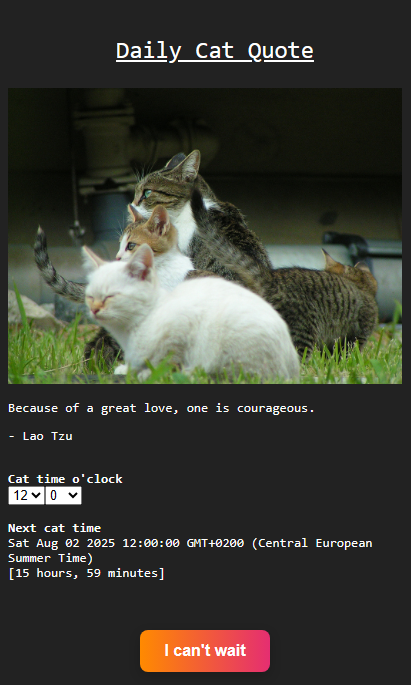 Daily Cat Quote
Because of a great love, one is courageous.
- Lao Tzu
Cat time o'clock
12 0
Next cat time
Sat Aug 02 2025 12:00:00 GMT+0200 (Central European
Summer Time)
[15 hours, 59 minutes]
I can't wait